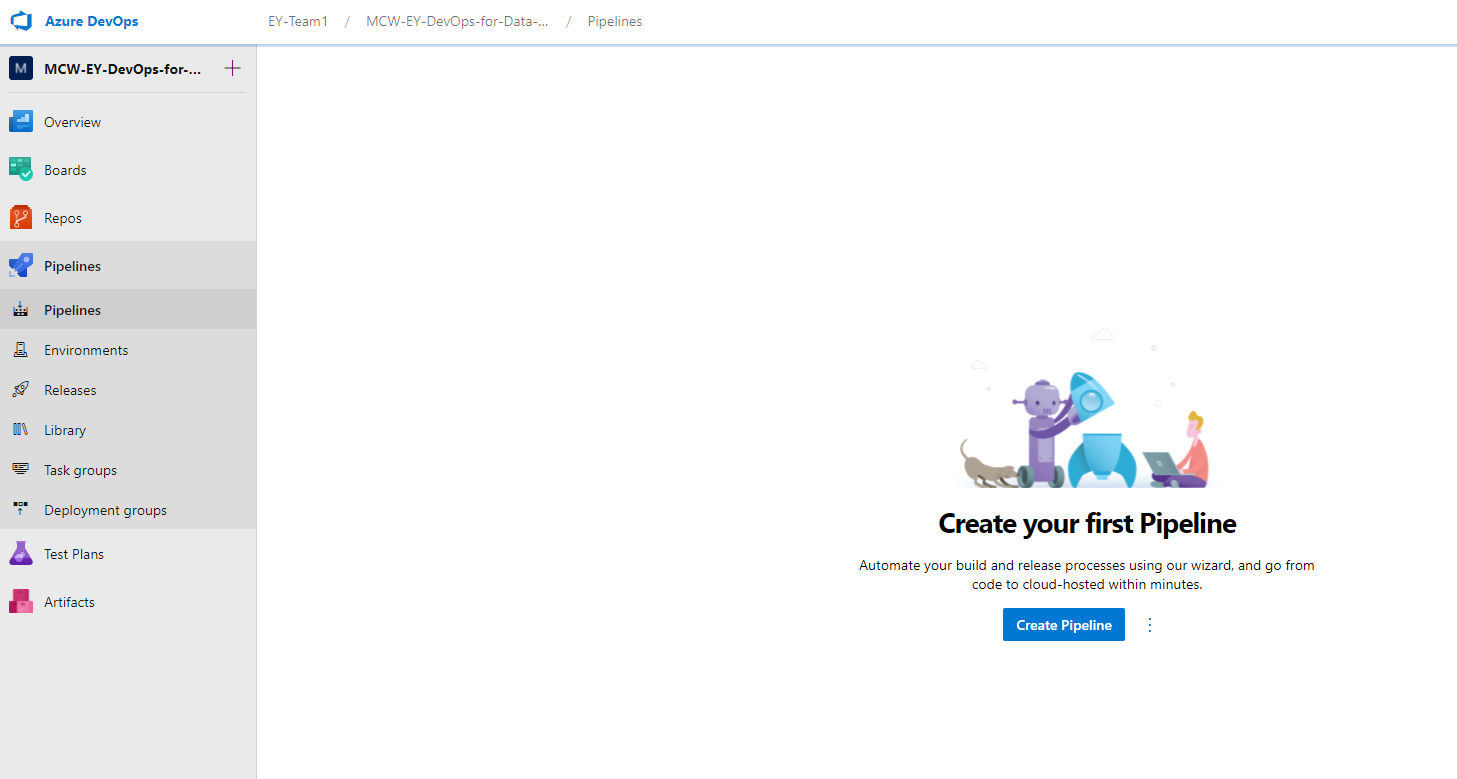 Azure DevOps
EY-Team1 / MCW-EY-DevOps-for-Data-... / Pipelines
M MCW-EY-DevOps-for-... +
Overview
Boards
Repos
Pipelines
Pipelines
Environments
Releases
Library
Task groups
Deployment groups
Test Plans
Artifacts
Create your first Pipeline
Automate your build and release processes using our wizard, and go from
code to cloud-hosted within minutes.
Create Pipeline